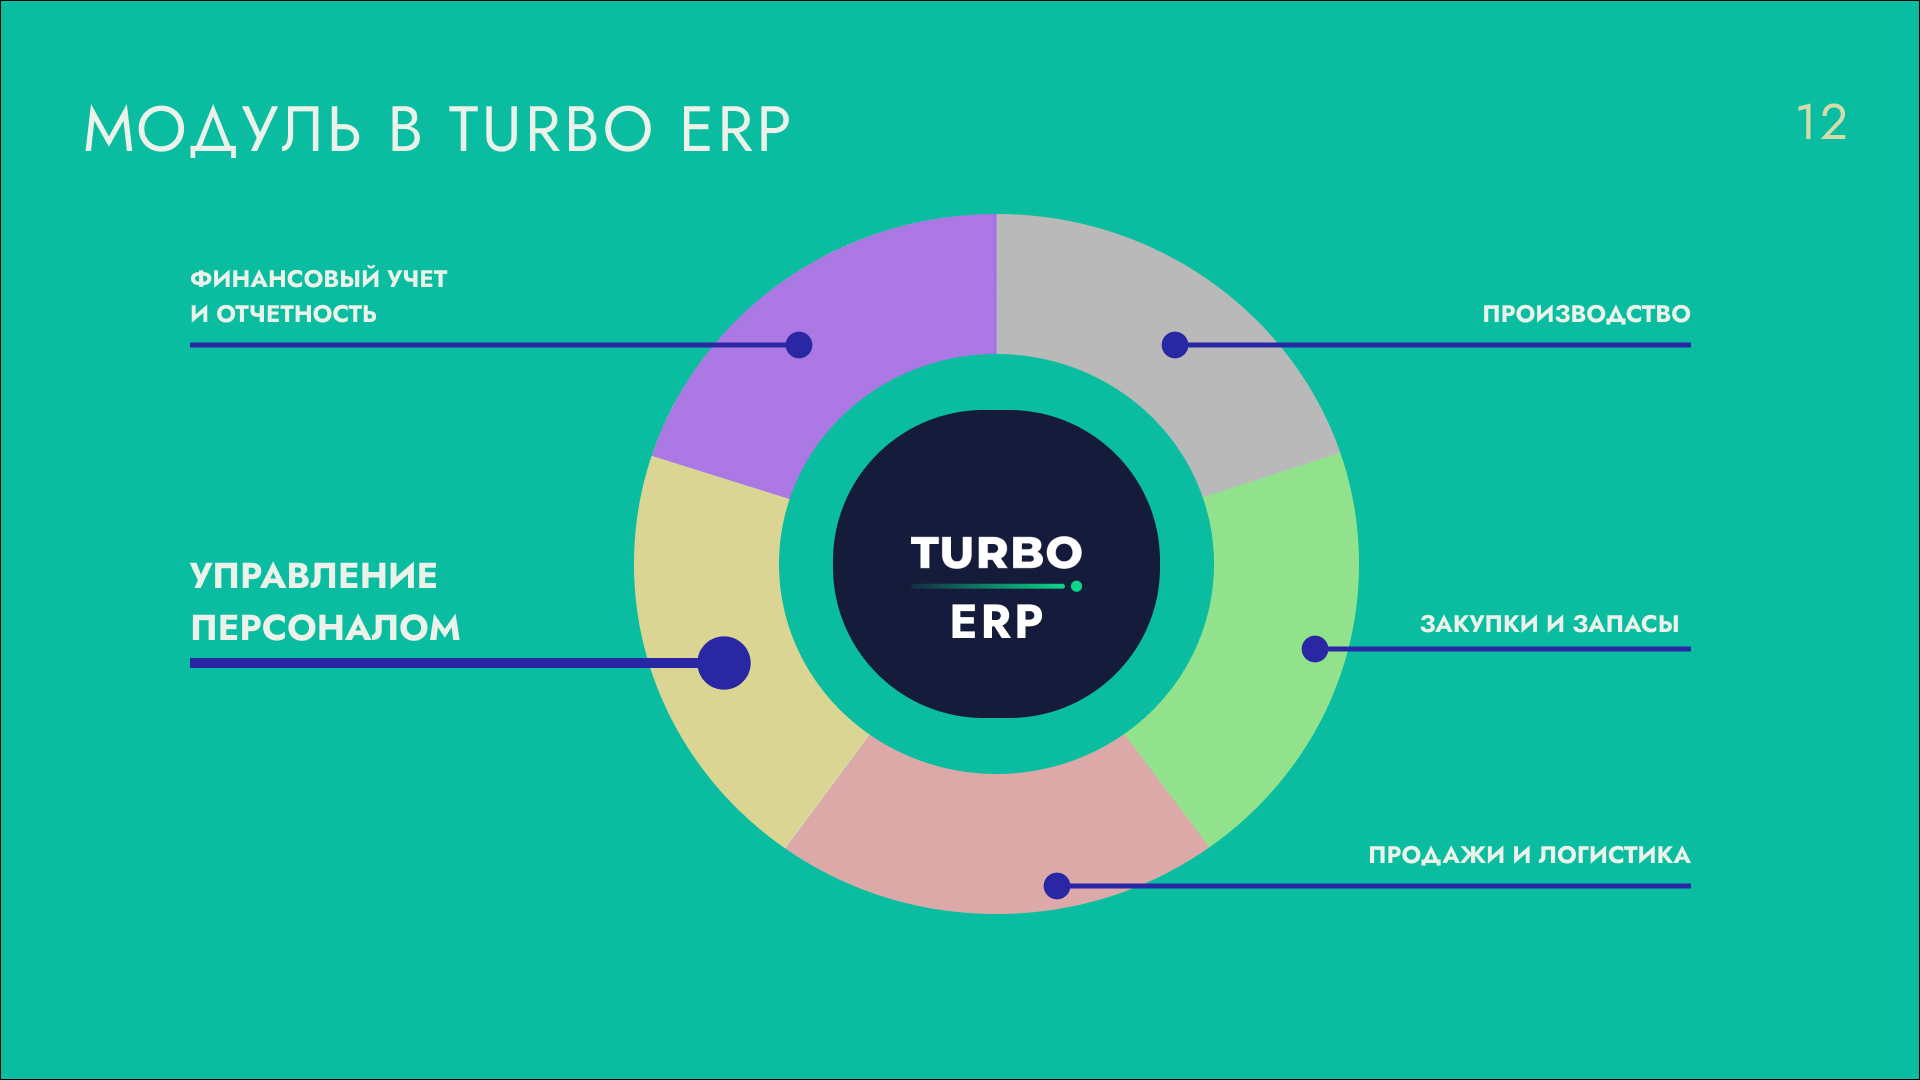 МОДУЛЬ В TURBO ERP
12
ФИНАНСОВЫЙ УЧЕТ
И ОТЧЕТНОСТЬ
ПРОИЗВОДСТВО
УПРАВЛЕНИЕ
ПЕРСОНАЛОМ
TURBO
ERP
ЗАКУПКИ И ЗАПАСЫ
ПРОДАЖИ И ЛОГИСТИКА